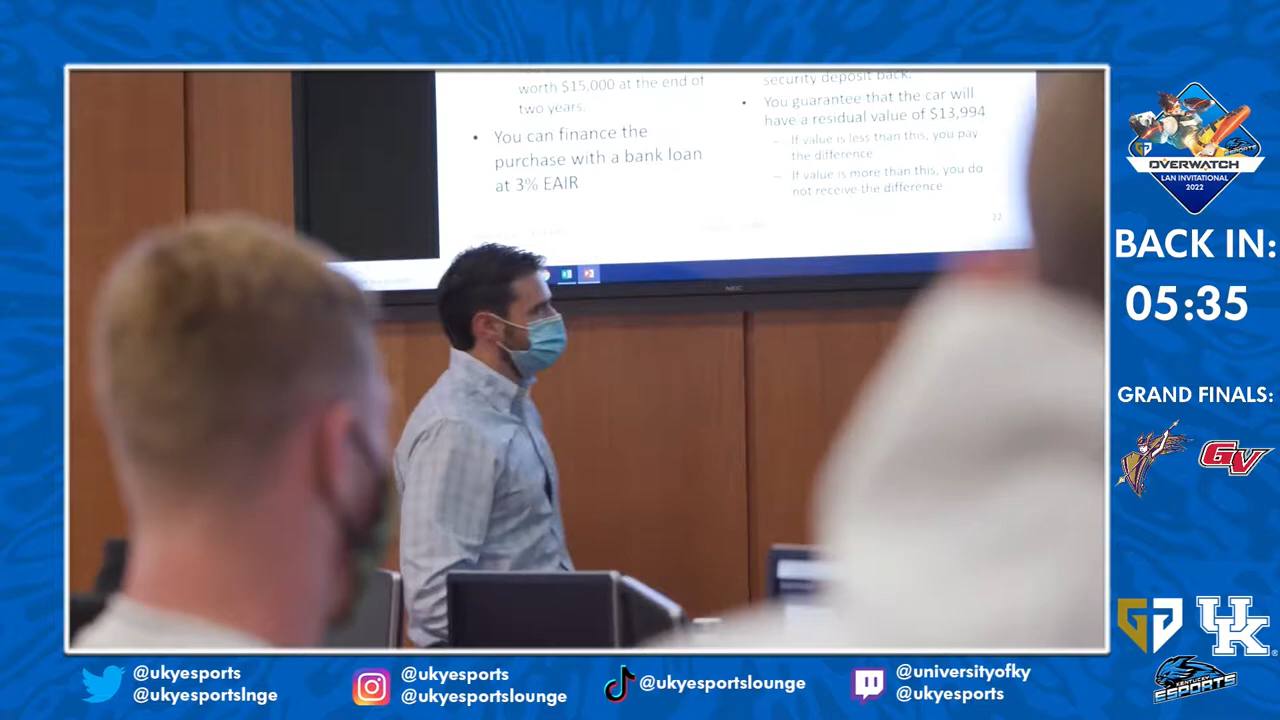 worth $15,000 at the end of
two years.
• You can finance the
purchase with a bank loan
at 3% EAIR
security deposit back.
• You guarantee that the car will
have a residual value of $13,994
– If value is less than this, you pay
the difference
– If value is more than this, you do
not receive the difference
22
NEC
OVERWATCH
LAN INVITATIONAL
2022
BACK IN:
05:35
GRAND FINALS:
GV
UK
KENTUCKY
ESPORTS
@ukyesports
@ukyesportslnge
@ukyesports
@ukyesportslounge
@ukyesportslounge
@universityofky
@ukyesports